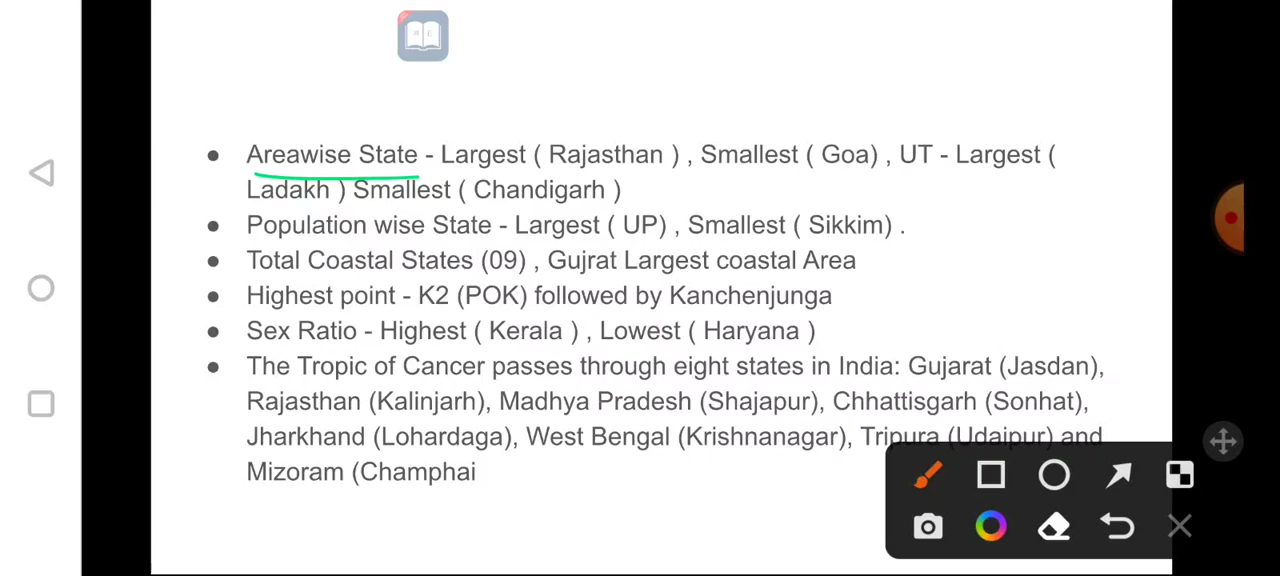 ● Areawise State - Largest ( Rajasthan ) , Smallest ( Goa) , UT - Largest (
Ladakh ) Smallest ( Chandigarh )
● Population wise State - Largest ( UP) , Smallest ( Sikkim) .
● Total Coastal States (09) , Gujrat Largest coastal Area
● Highest point - K2 (POK) followed by Kanchenjunga
● Sex Ratio - Highest ( Kerala ) , Lowest ( Haryana )
● The Tropic of Cancer passes through eight states in India: Gujarat (Jasdan),
Rajasthan (Kalinjarh), Madhya Pradesh (Shajapur), Chhattisgarh (Sonhat),
Jharkhand (Lohardaga), West Bengal (Krishnanagar), Tripura (Udaipur) and
Mizoram (Champhai